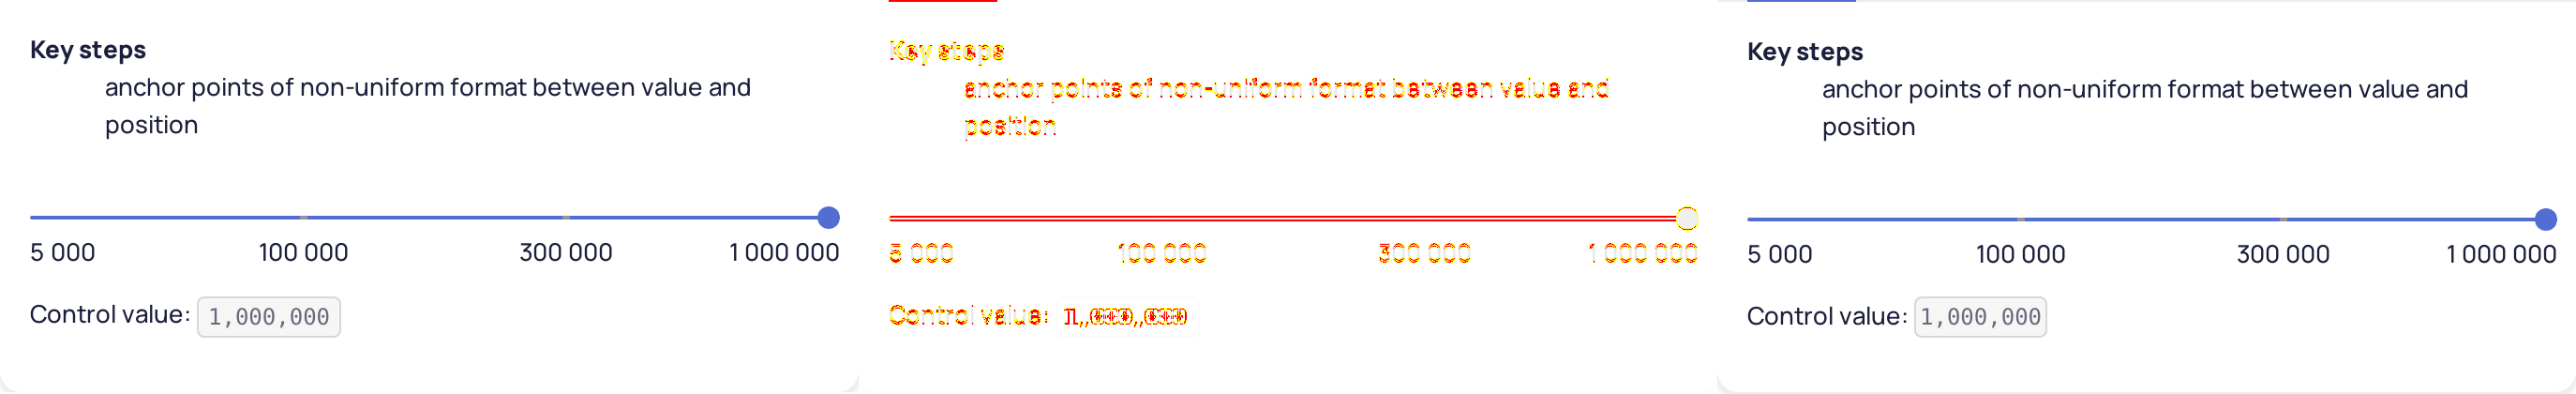 Key steps
anchor points of non-uniform format between value and
position
5 000 100 000 300 000 1 000 000
Control value: 1,000,000
Key steps
anchor points of non-uniform format between value and
position
5 000 100 000 300 000 1 000 000
Control value: 1,000,000
Key steps
anchor points of non-uniform format between value and
position
5 000 100 000 300 000 1 000 000
Control value: 1,000,000